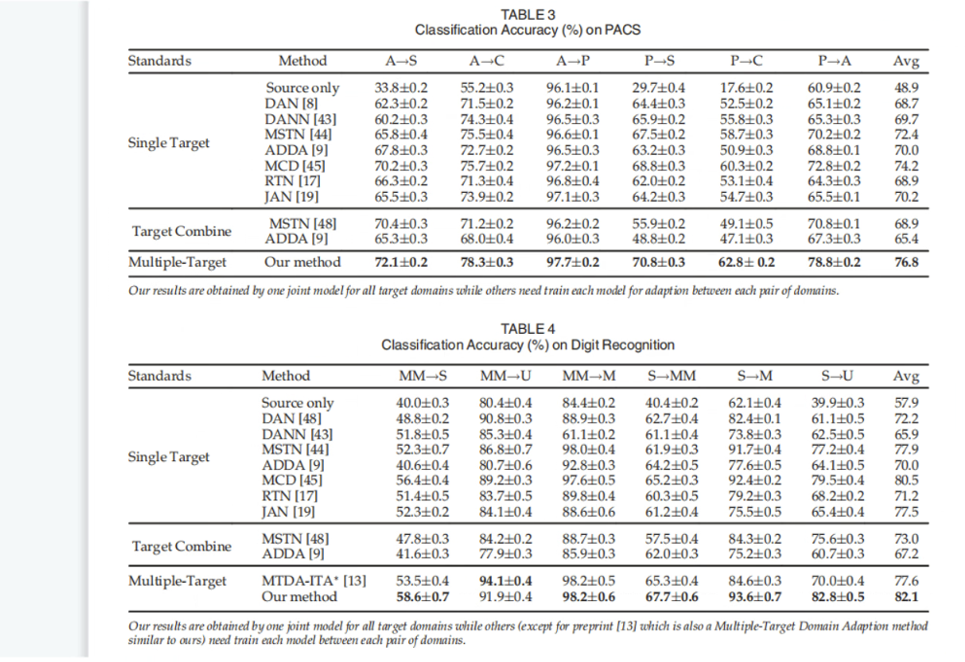 TABLE 3
Classification Accuracy (%) on PACS
Standards Method A→S A→C A→P P→S P→C P→A Avg
Single Target
Source only 33.8±0.2 55.2±0.3 96.1±0.1 29.7±0.4 17.6±0.2 60.9±0.2 48.9
DAN [8] 62.3±0.2 71.5±0.2 96.2±0.1 64.4±0.3 52.5±0.2 65.1±0.2 68.7
DANN [43] 60.2±0.3 74.3±0.4 96.5±0.3 65.9±0.2 55.8±0.3 65.3±0.3 69.7
MSTN [44] 65.8±0.4 75.5±0.4 96.6±0.1 67.5±0.2 58.7±0.3 70.2±0.2 72.4
ADDA [9] 67.8±0.3 72.7±0.2 96.5±0.3 63.2±0.3 50.9±0.3 68.8±0.1 70.0
MCD [45] 70.2±0.3 75.7±0.2 97.2±0.1 68.8±0.3 60.3±0.2 72.8±0.2 74.2
RTN [17] 66.3±0.2 71.3±0.4 96.8±0.4 62.0±0.2 53.1±0.4 64.3±0.3 68.9
JAN [19] 65.5±0.3 73.9±0.2 97.1±0.3 64.2±0.3 54.7±0.3 65.5±0.1 70.2
Target Combine
MSTN [48] 70.4±0.3 71.2±0.2 96.2±0.2 55.9±0.2 49.1±0.5 70.8±0.1 68.9
ADDA [9] 65.3±0.3 68.0±0.4 96.0±0.3 48.8±0.2 47.1±0.3 67.3±0.3 65.4
Multiple-Target Our method 72.1±0.2 78.3±0.3 97.7±0.2 70.8±0.3 62.8± 0.2 78.8±0.2 76.8
Our results are obtained by one joint model for all target domains while others need train each model for adaption between each pair of domains.
TABLE 4
Classification Accuracy (%) on Digit Recognition
Standards Method MM→S MM→U MM→M S→MM S→M S→U Avg
Single Target
Source only 40.0±0.3 80.4±0.4 84.4±0.2 40.4±0.2 62.1±0.4 39.9±0.3 57.9
DAN [48] 48.8±0.2 90.8±0.3 88.9±0.3 62.7±0.4 82.4±0.1 61.1±0.5 72.2
DANN [43] 51.8±0.5 85.3±0.4 61.1±0.2 61.1±0.4 73.8±0.3 62.5±0.5 65.9
MSTN [44] 52.3±0.7 86.8±0.7 98.0±0.4 61.9±0.3 91.7±0.4 77.2±0.4 77.9
ADDA [9] 40.6±0.4 80.7±0.6 92.8±0.3 64.2±0.5 77.6±0.5 64.1±0.5 70.0
MCD [45] 56.4±0.4 89.2±0.3 97.6±0.5 65.2±0.3 92.4±0.2 79.5±0.4 80.5
RTN [17] 51.4±0.5 83.7±0.5 89.8±0.4 60.3±0.5 79.2±0.3 68.2±0.2 71.2
JAN [19] 52.3±0.2 84.1±0.4 88.6±0.6 61.2±0.4 75.5±0.5 65.4±0.4 77.5
Target Combine
MSTN [48] 47.8±0.3 84.2±0.2 88.7±0.3 57.5±0.4 84.3±0.2 75.6±0.3 73.0
ADDA [9] 41.6±0.3 77.9±0.3 85.9±0.3 62.0±0.3 75.2±0.3 60.7±0.3 67.2
Multiple-Target MTDA-ITA* [13] 53.5±0.4 94.1±0.4 98.2±0.5 65.3±0.4 84.6±0.3 70.0±0.4 77.6
Our method 58.6±0.7 91.9±0.4 98.2±0.6 67.7±0.6 93.6±0.7 82.8±0.5 82.1
Our results are obtained by one joint model for all target domains while others (except for preprint [13] which is also a Multiple-Target Domain Adaption method
similar to ours) need train each model between each pair of domains.